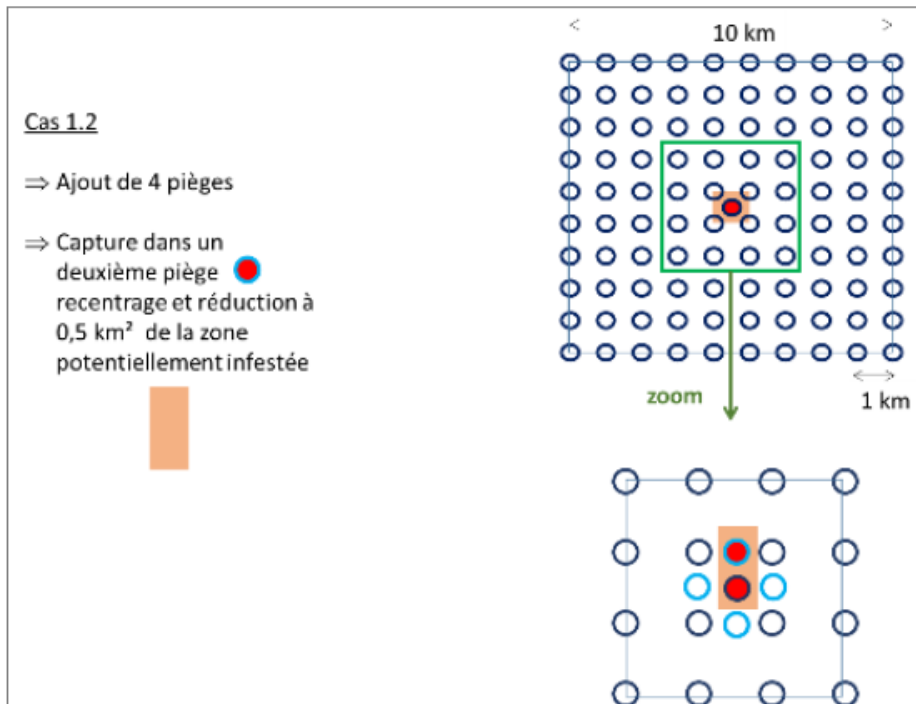 10 km
Cas 1.2
⇒ Ajout de 4 pièges
⇒ Capture dans un
deuxième piège
recentrage et réduction à
0,5 km² de la zone
potentiellement infestée
zoom
1 km